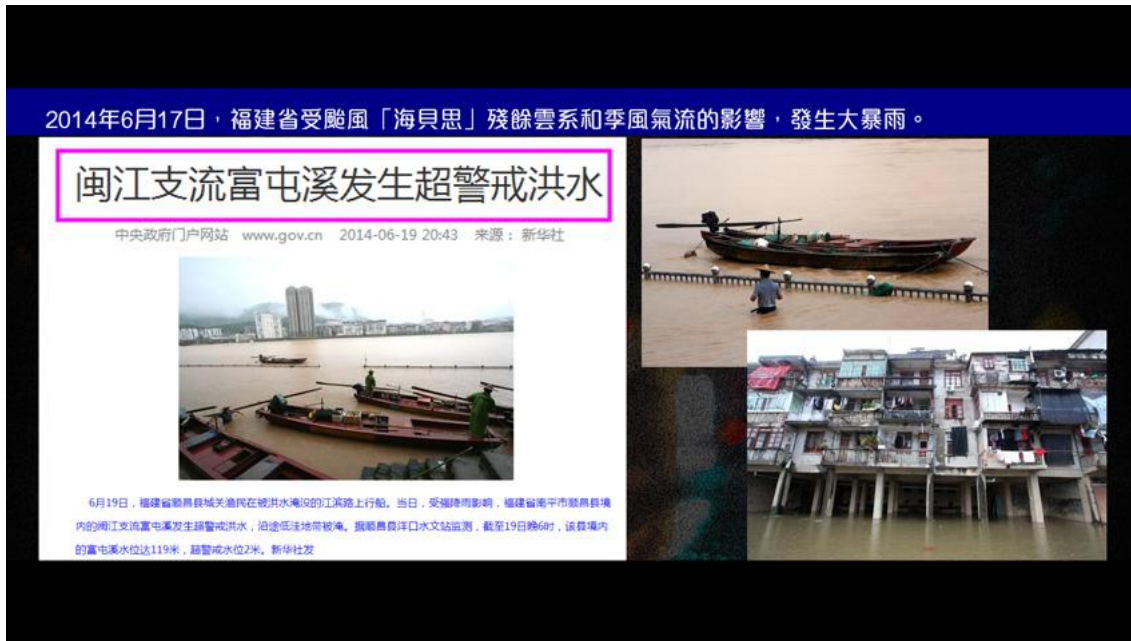 2014年6月17日，福建省受颱風「海貝思」殘餘雲系和季風氣流的影響，發生大暴雨。
闽江支流富屯溪发生超警戒洪水
中央政府门户网站 www.gov.cn 2014-06-19 20:43 来源： 新华社
6月19日，福建省顺昌县城关渔民在被洪水淹没的江滨路上行船。当日，受强降雨影响，福建省南平市顺昌县境
内的闽江支流富屯溪发生超警戒洪水，沿途低洼地带被淹。据顺昌县洋口水文站监测，截至19日晚6时，该县境内
的富屯溪水位达119米，超警戒水位2米。新华社发